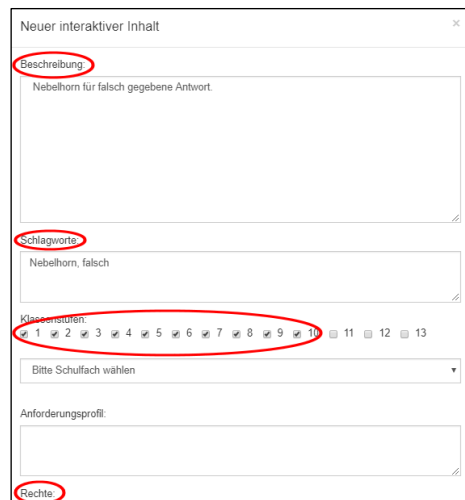 Neuer interaktiver Inhalt ×
Beschreibung:
Nebelhorn für falsch gegebene Antwort.
Schlagworte:
Nebelhorn, falsch
Klassenstufen:
1 2 3 4 5 6 7 8 9 10 11 12 13
Bitte Schulfach wählen
Anforderungsprofil:
Rechte: